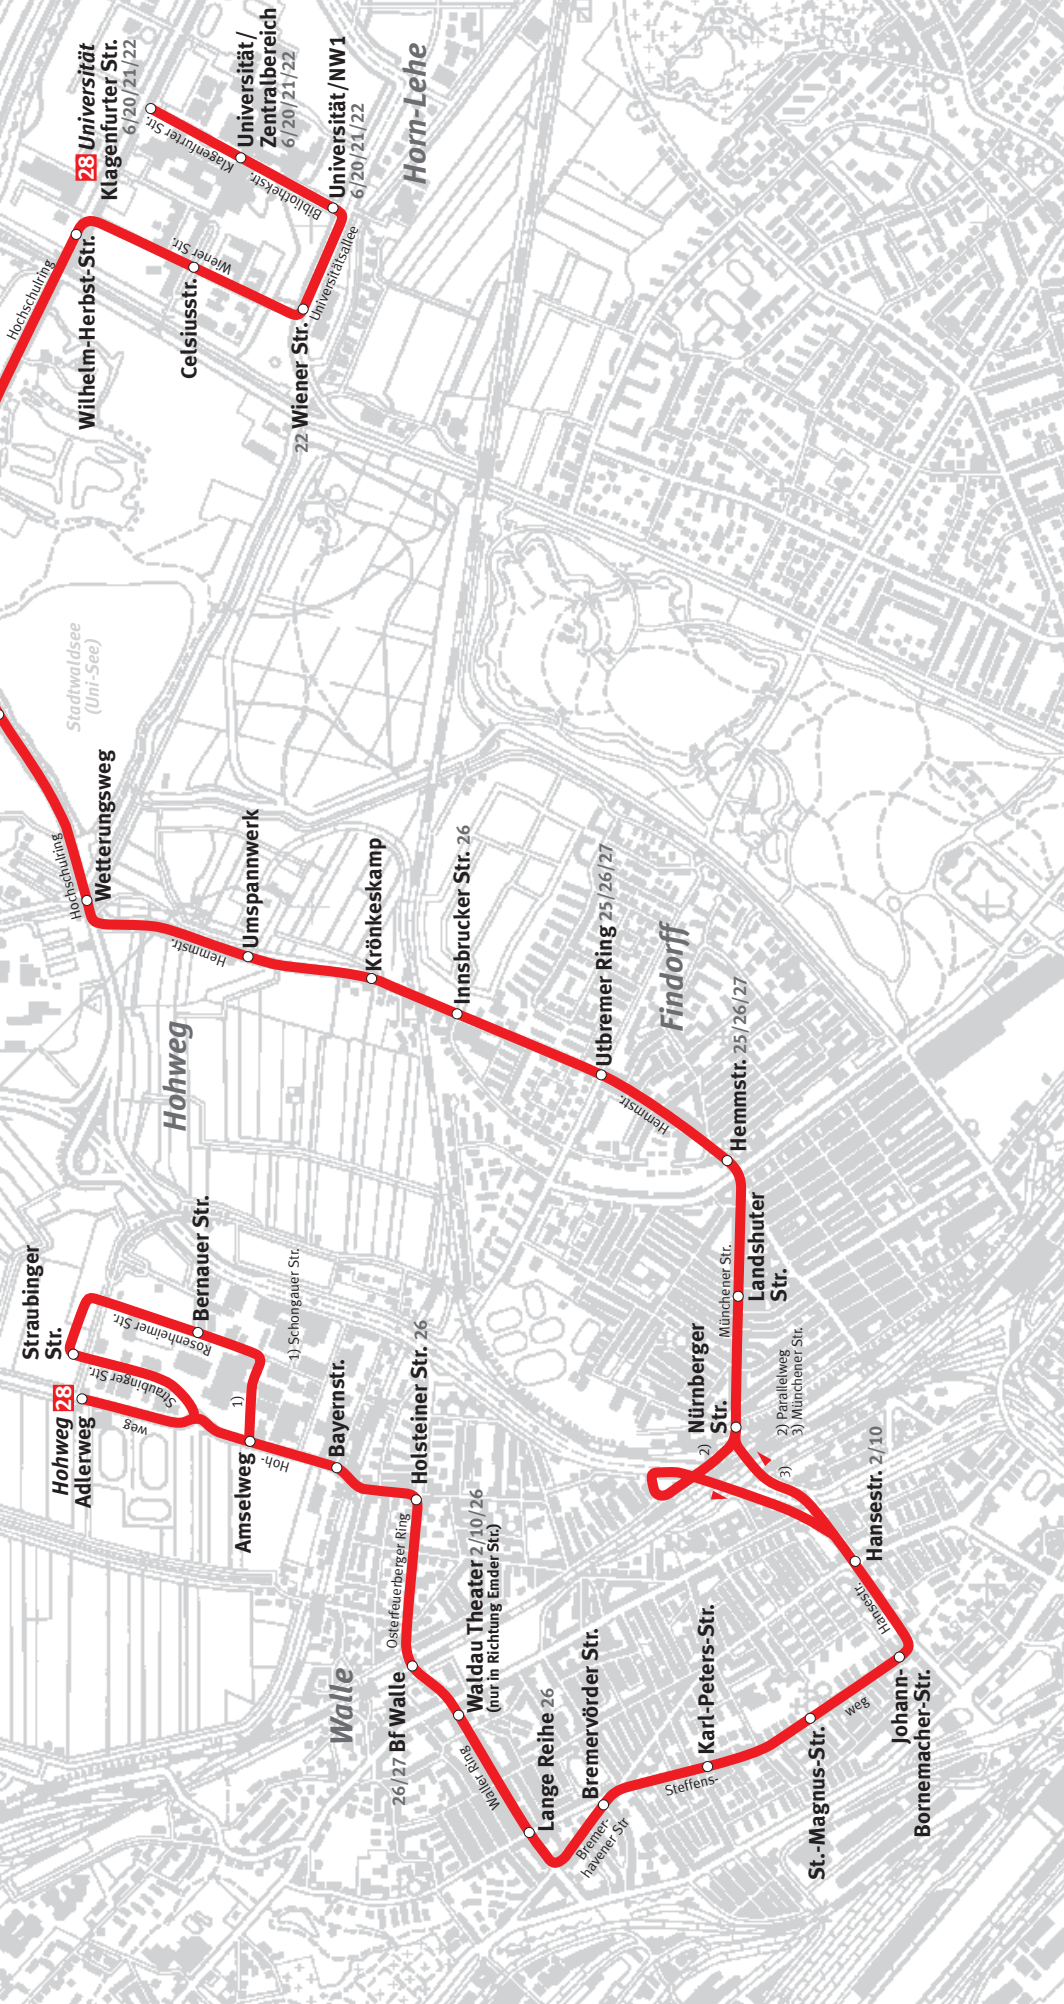 28 Universität
Klagenfurter Str.
6/20/21/22
Universität/
Zentralbereich
6/20/21/22
Universität/NW1
6/20/21/22
Horn-Lehe
Klagenfurter Str.
Bibliothekstr.
Universitätsallee
22 Wiener Str.
Celsiusstr.
Wiener Str.
Wilhelm-Herbst-Str.
Hochschulring
Stadtwaldsee
(Uni-See)
Hochschulring
Wetterungsweg
Hemmstr.
Umspannwerk
Krönkeskamp
Innsbrucker Str. 26
Utbremer Ring 25/26/27
Findorff
Hemmstr.
Hemmstr. 25/26/27
Hohweg
Landshuter
Str.
Münchener Str.
Nürnberger
Str.
2) Parallelweg
3) Münchener Str.
2)
3)
Hansestr. 2/10
Hansestr.
Johann-
Bornemacher-Str.
St.-Magnus-Str.
weg
Karl-Peters-Str.
Steffens-
Bremervörder Str.
Bremer-
havener Str
Lange Reihe 26
Waller Ring
Waldau Theater 2/10/26
(nur in Richtung Emder Str.)
26/27 Bf Walle
Walle
Osterfeuerberger Ring
Holsteiner Str. 26
Bayernstr.
Hoh-
Amselweg
1)
1) Schongauer Str.
Bernauer Str.
Rosenheimer Str.
Straubinger
Str.
Straubinger Str.
weg
Hohweg 28
Adlerweg